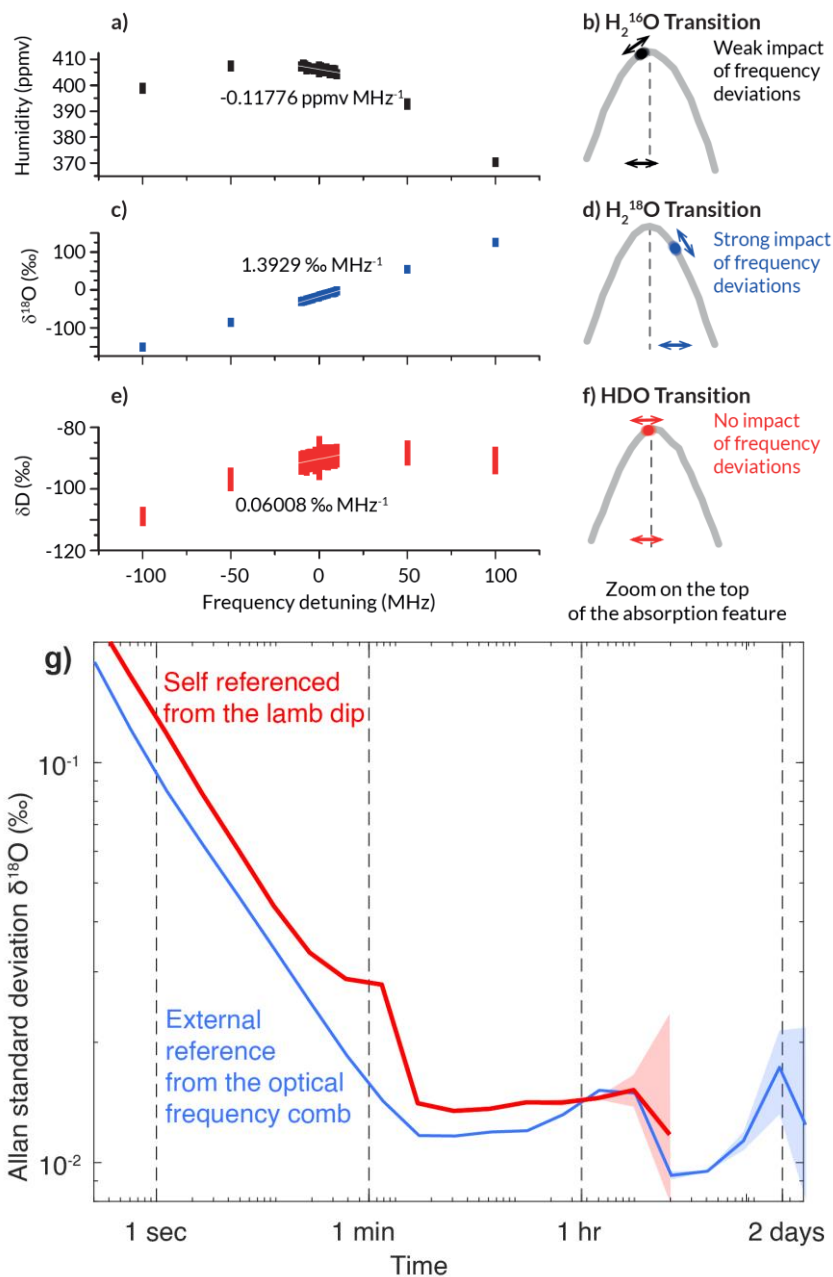 a)
Humidity (ppmv)
410
400
390
380
370
-0.11776 ppmv MHz⁻¹
b) H₂¹⁶O Transition
Weak impact
of frequency
deviations
c)
δ¹⁸O (‰)
100
0
-100
1.3929 ‰ MHz⁻¹
d) H₂¹⁸O Transition
Strong impact
of frequency
deviations
e)
δD (‰)
-80
-100
-120
0.06008 ‰ MHz⁻¹
-100
-50
0
50
100
Frequency detuning (MHz)
f) HDO Transition
No impact
of frequency
deviations
Zoom on the top
of the absorption feature
g)
Self referenced
from the lamb dip
External
reference
from the optical
frequency comb
Allan standard deviation δ¹⁸O (‰)
10⁻¹
10⁻²
1 sec
1 min
1 hr
2 days
Time